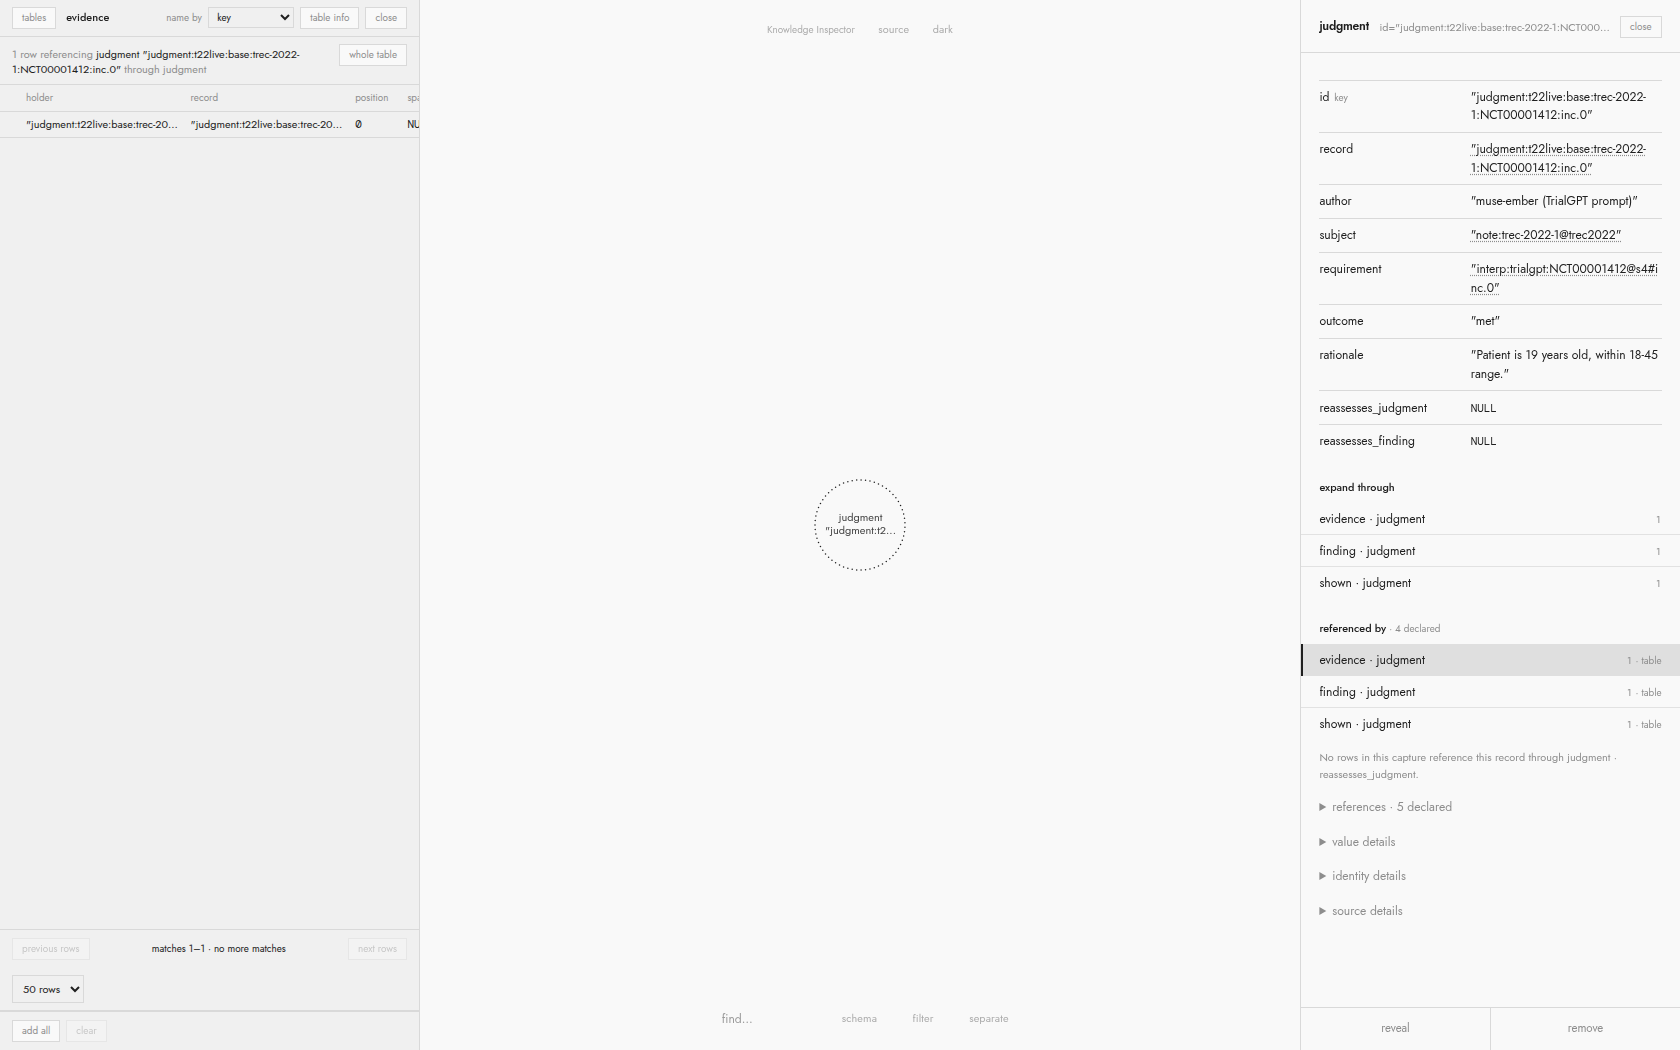 tables
evidence
name by
key
table info
close
1 row referencing judgment "judgment:t22live:base:trec-2022-
1:NCT00001412:inc.0" through judgment
whole table
holder
record
position
spa
"judgment:t22live:base:trec-20...
"judgment:t22live:base:trec-20...
0
NU
previous rows
matches 1–1 · no more matches
next rows
50 rows
add all
clear
Knowledge Inspector
source
dark
judgment
"judgment:t2...
find...
schema
filter
separate
judgment
id="judgment:t22live:base:trec-2022-1:NCT000...
close
id key
"judgment:t22live:base:trec-2022-
1:NCT00001412:inc.0"
record
"judgment:t22live:base:trec-2022-
1:NCT00001412:inc.0"
author
"muse-ember (TrialGPT prompt)"
subject
"note:trec-2022-1@trec2022"
requirement
"interp:trialgpt:NCT00001412@s4#i
nc.0"
outcome
"met"
rationale
"Patient is 19 years old, within 18-45
range."
reassesses_judgment
NULL
reassesses_finding
NULL
expand through
evidence · judgment
1
finding · judgment
1
shown · judgment
1
referenced by · 4 declared
evidence · judgment
1 · table
finding · judgment
1 · table
shown · judgment
1 · table
No rows in this capture reference this record through judgment ·
reassesses_judgment.
▶ references · 5 declared
▶ value details
▶ identity details
▶ source details
reveal
remove